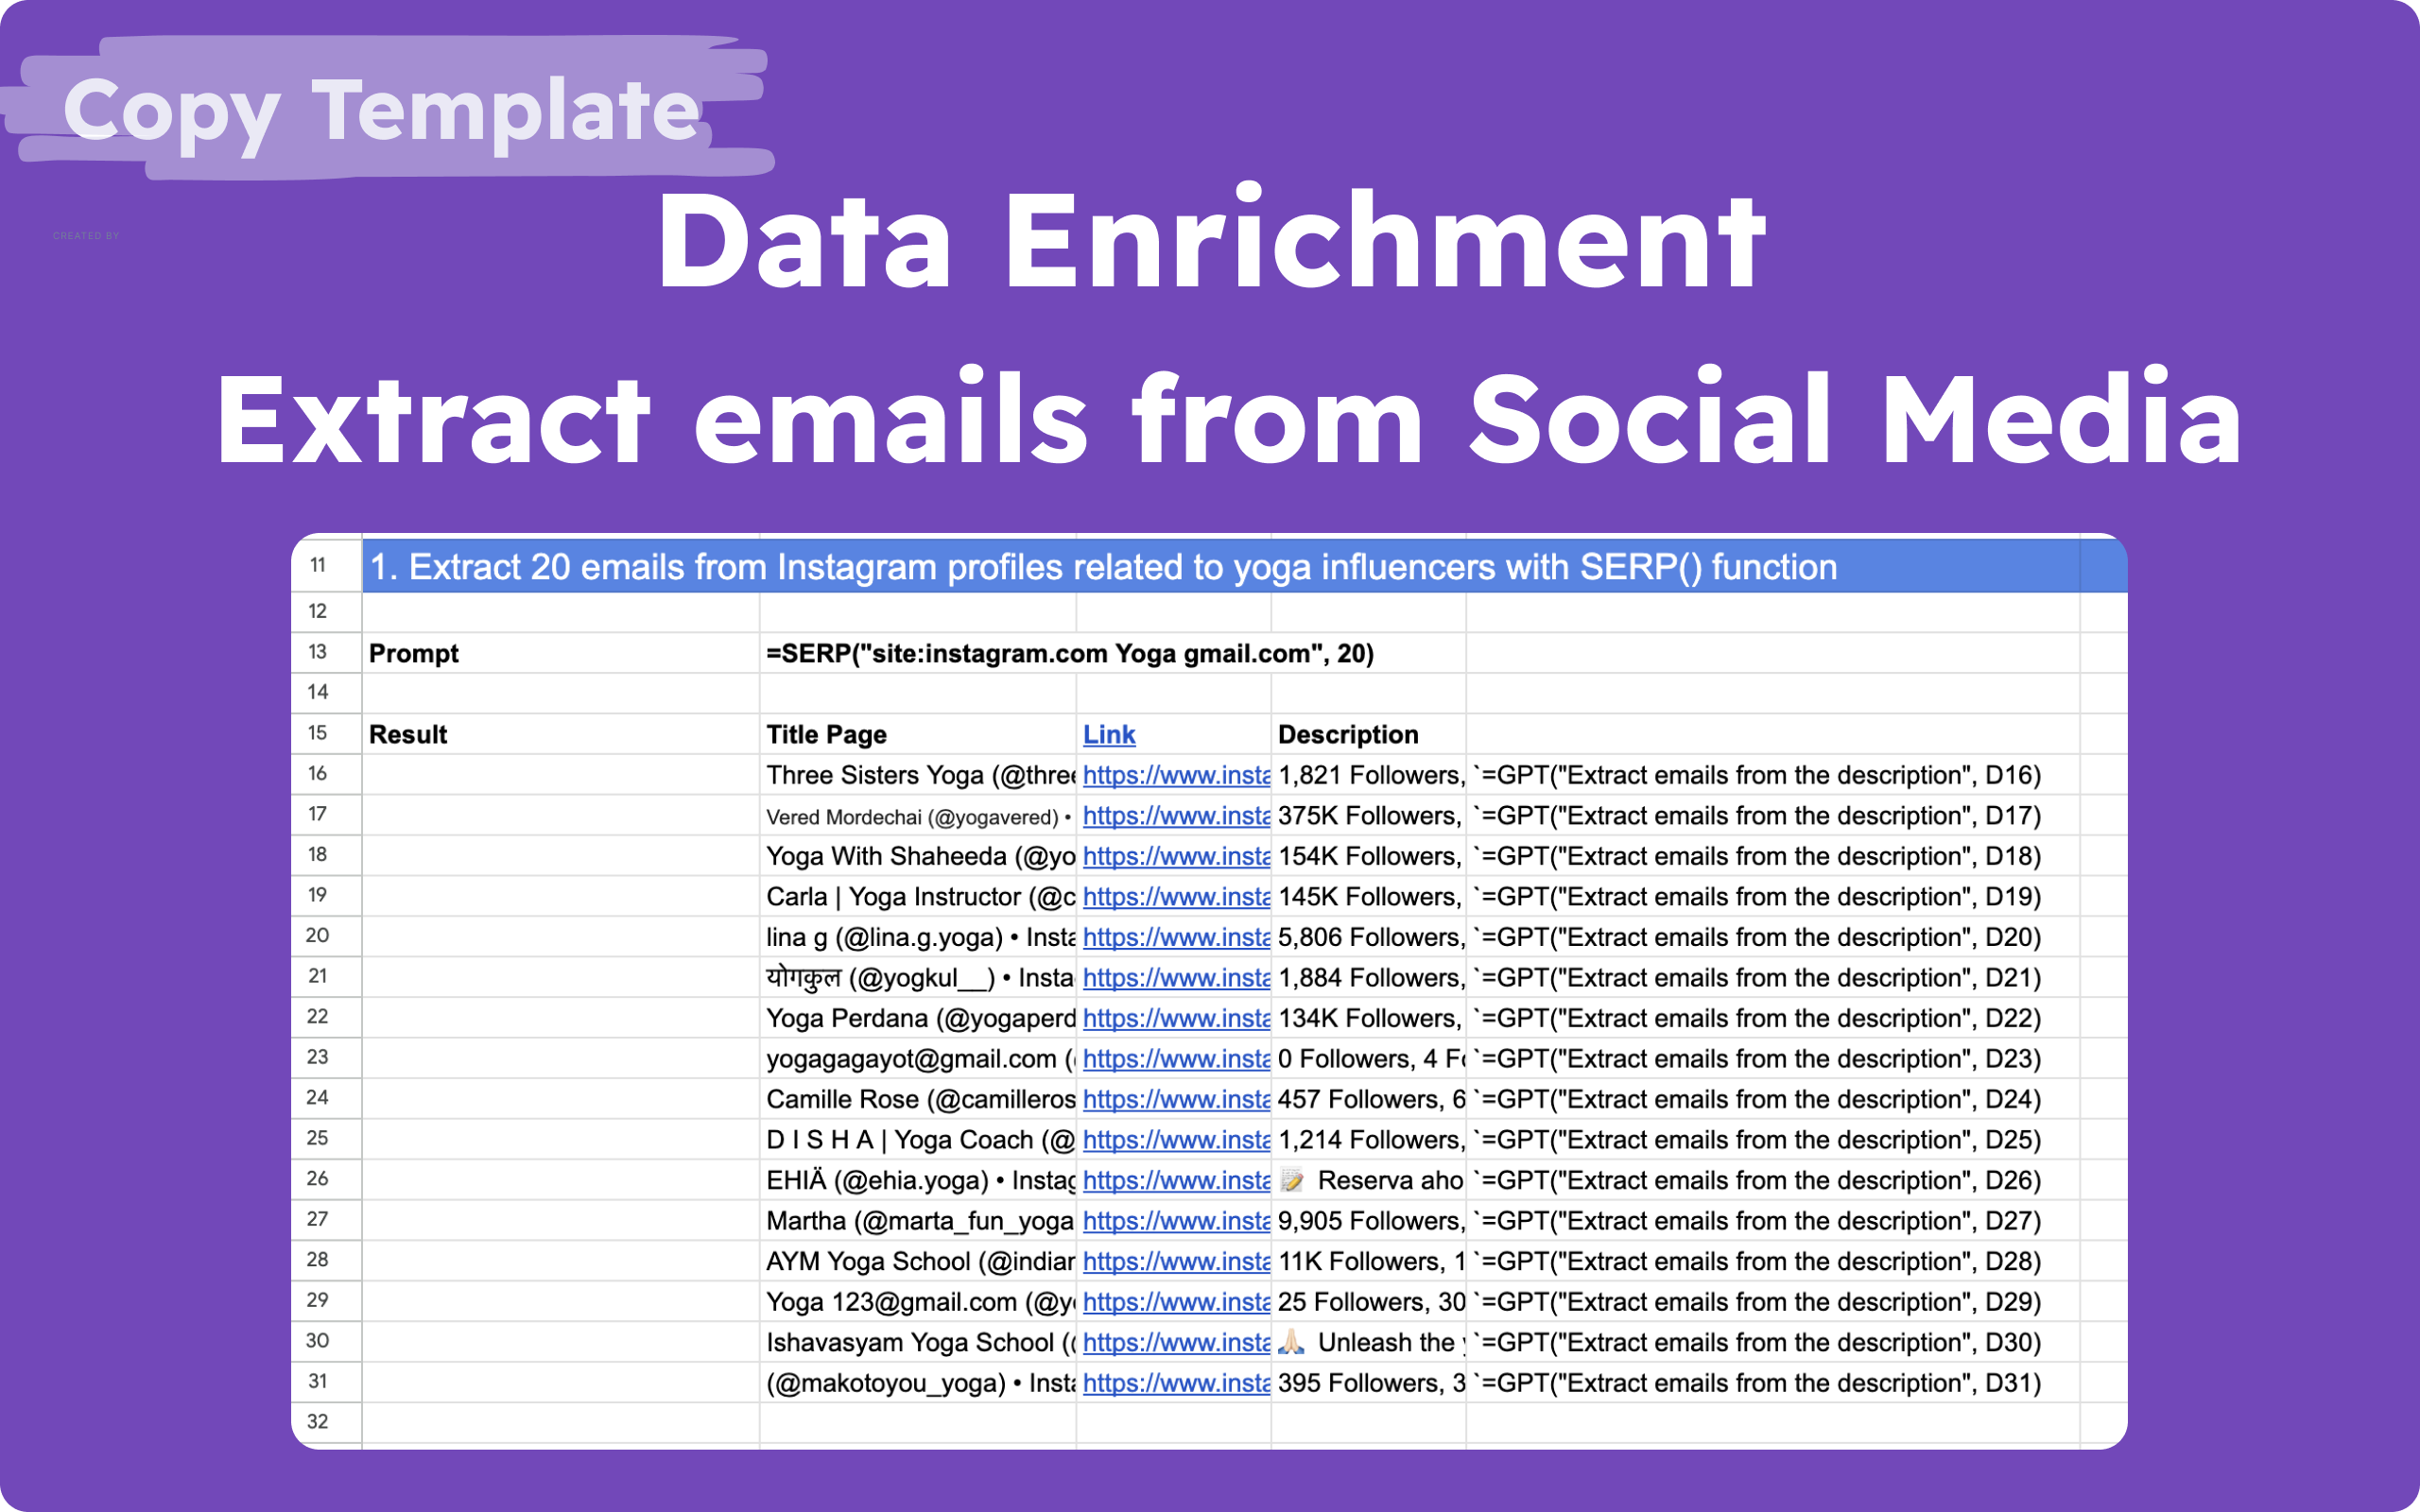 Copy Template
CREATED BY
Data Enrichment
Extract emails from Social Media
11 1. Extract 20 emails from Instagram profiles related to yoga influencers with SERP() function
12
13 Prompt =SERP("site:instagram.com Yoga gmail.com", 20)
14
15 Result Title Page Link Description
16 Three Sisters Yoga (@three https://www.insta 1,821 Followers, `=GPT("Extract emails from the description", D16)
17 Vered Mordechai (@yogavered) • https://www.insta 375K Followers, `=GPT("Extract emails from the description", D17)
18 Yoga With Shaheeda (@yo https://www.insta 154K Followers, `=GPT("Extract emails from the description", D18)
19 Carla | Yoga Instructor (@c https://www.insta 145K Followers, `=GPT("Extract emails from the description", D19)
20 lina g (@lina.g.yoga) • Insta https://www.insta 5,806 Followers, `=GPT("Extract emails from the description", D20)
21 योगकुल (@yogkul__) • Insta https://www.insta 1,884 Followers, `=GPT("Extract emails from the description", D21)
22 Yoga Perdana (@yogaperd https://www.insta 134K Followers, `=GPT("Extract emails from the description", D22)
23 yogagagayot@gmail.com ( https://www.insta 0 Followers, 4 Fo `=GPT("Extract emails from the description", D23)
24 Camille Rose (@camilleros https://www.insta 457 Followers, 6 `=GPT("Extract emails from the description", D24)
25 D I S H A | Yoga Coach (@ https://www.insta 1,214 Followers, `=GPT("Extract emails from the description", D25)
26 EHIÄ (@ehia.yoga) • Instag https://www.insta 📝 Reserva aho `=GPT("Extract emails from the description", D26)
27 Martha (@marta_fun_yoga https://www.insta 9,905 Followers, `=GPT("Extract emails from the description", D27)
28 AYM Yoga School (@indian https://www.insta 11K Followers, 1 `=GPT("Extract emails from the description", D28)
29 Yoga 123@gmail.com (@yo https://www.insta 25 Followers, 30 `=GPT("Extract emails from the description", D29)
30 Ishavasyam Yoga School (@ https://www.insta 🙏🏻 Unleash the `=GPT("Extract emails from the description", D30)
31 (@makotoyou_yoga) • Insta https://www.insta 395 Followers, 3 `=GPT("Extract emails from the description", D31)
32